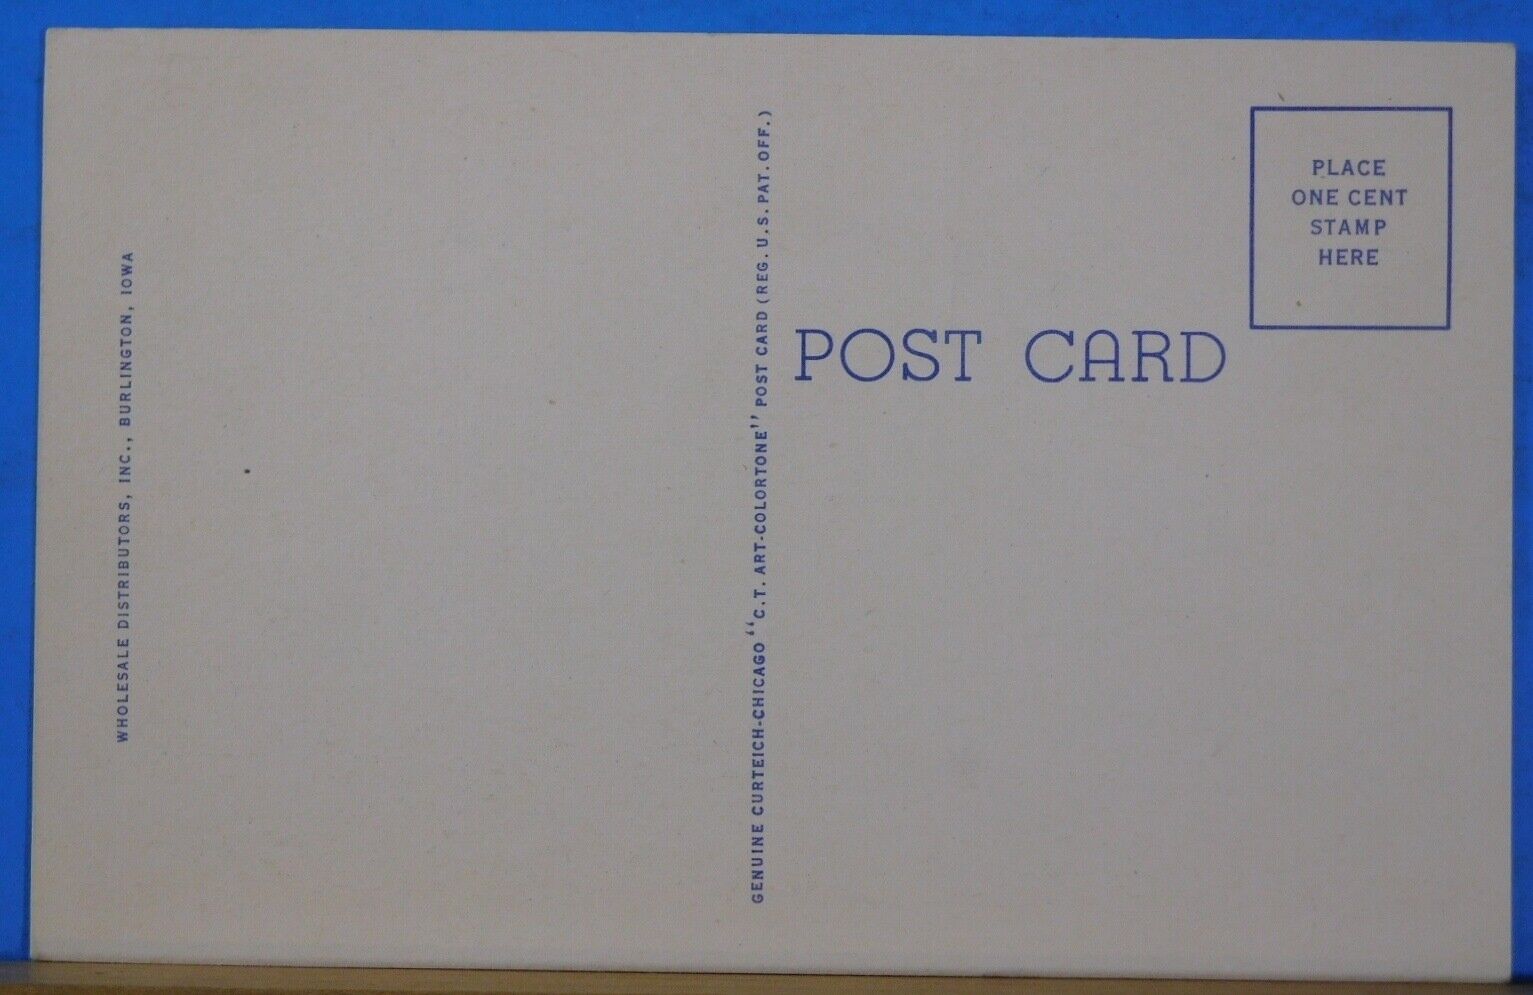 WHOLESALE DISTRIBUTORS, INC., BURLINGTON, IOWA
GENUINE CURTEICH-CHICAGO "C.T. ART-COLORTONE" POST CARD (REG. U.S. PAT. OFF.)
POST CARD
PLACE
ONE CENT
STAMP
HERE